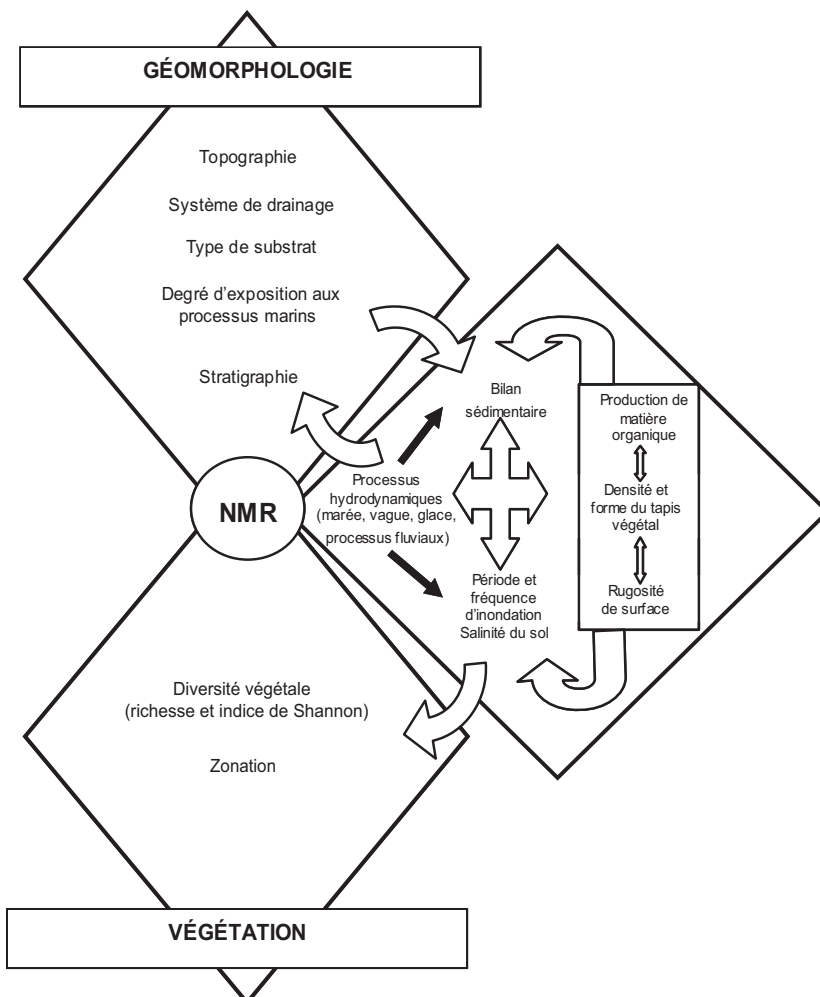 GÉOMORPHOLOGIE
Topographie
Système de drainage
Type de substrat
Degré d'exposition aux
processus marins
Stratigraphie
Bilan
sédimentaire
Production de
matière
organique
Densité et
forme du tapis
végétal
Rugosité
de surface
NMR
Processus
hydrodynamiques
(marée, vague, glace,
processus fluviaux)
Période et
fréquence
d'inondation
Salinité du sol
Diversité végétale
(richesse et indice de Shannon)
Zonation
VÉGÉTATION